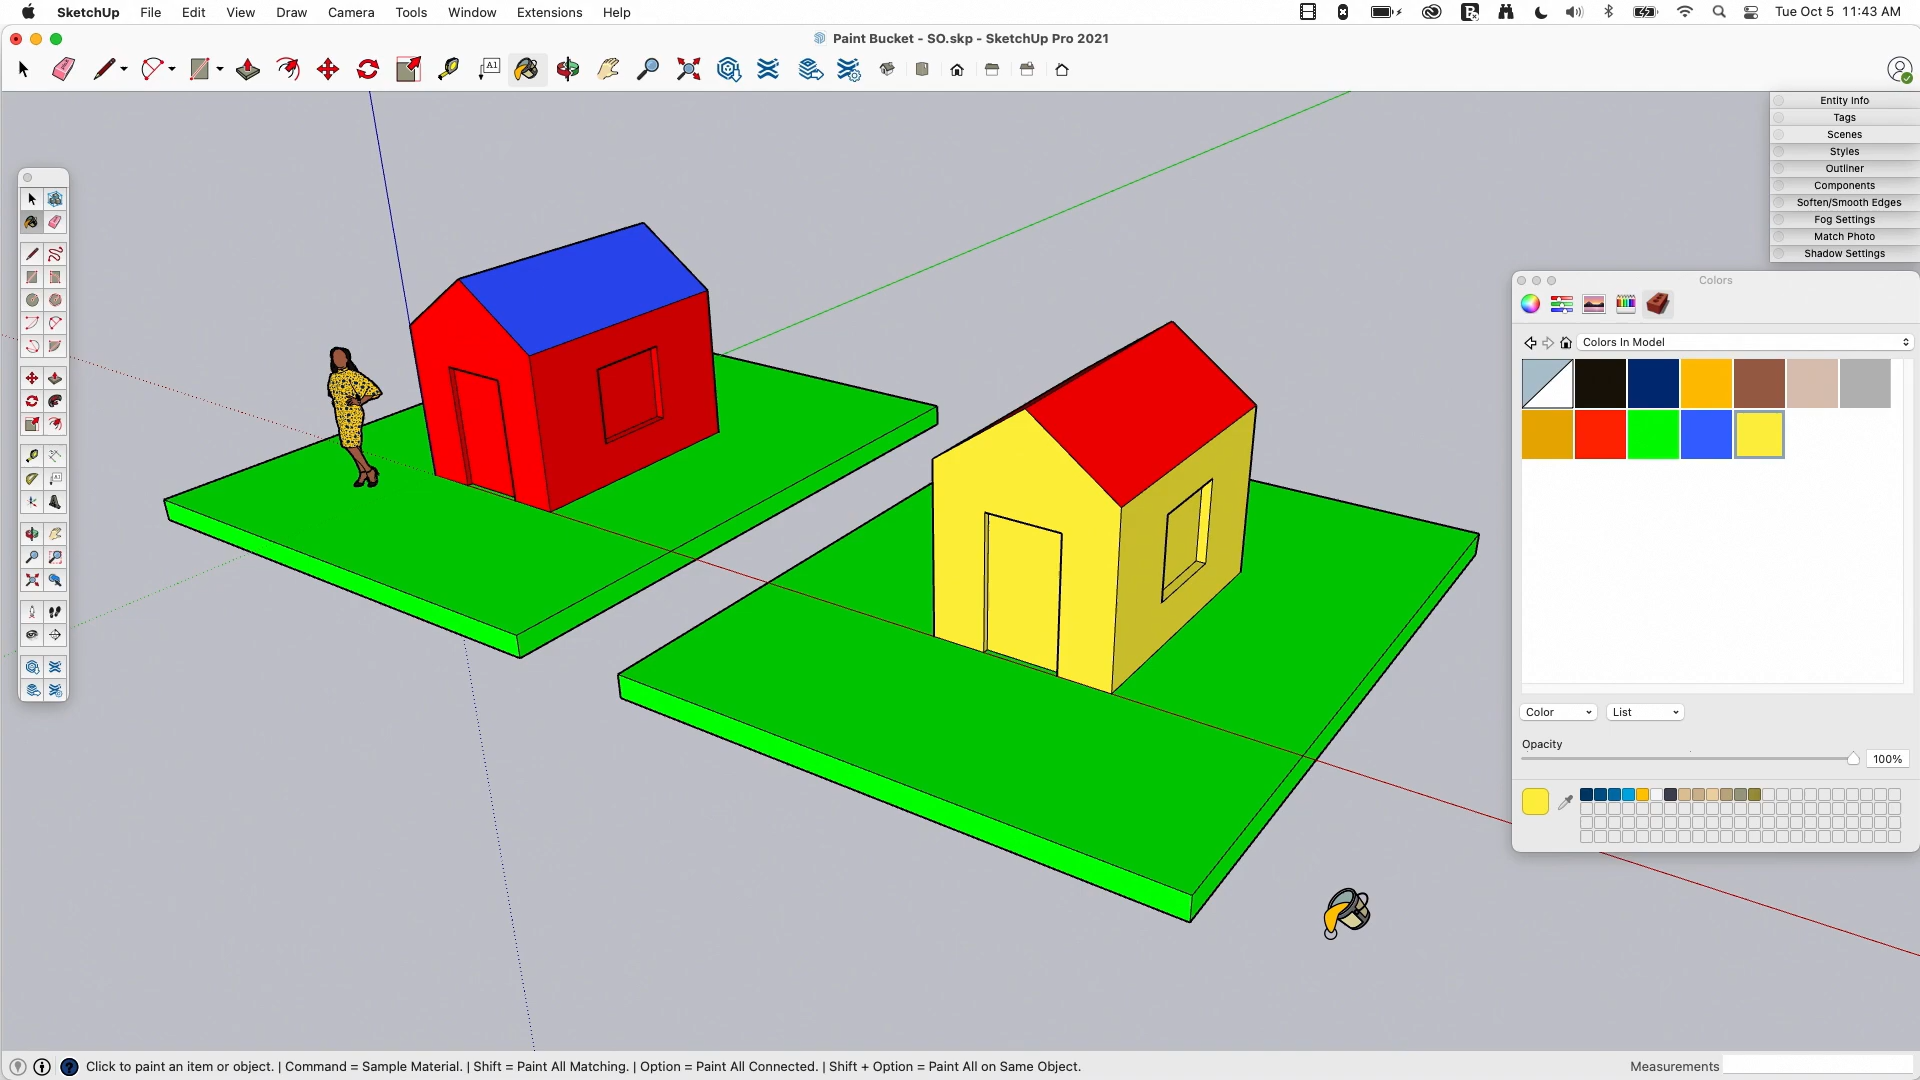 SketchUp File Edit View Draw Camera Tools Window Extensions Help Tue Oct 5 11:43 AM
Paint Bucket - SO.skp - SketchUp Pro 2021
A1
Entity Info
Tags
Scenes
Styles
Outliner
Components
Soften/Smooth Edges
Fog Settings
Match Photo
Shadow Settings
Colors
Colors In Model
Color List
Opacity
100%
Click to paint an item or object. | Command = Sample Material. | Shift = Paint All Matching. | Option = Paint All Connected. | Shift + Option = Paint All on Same Object. Measurements